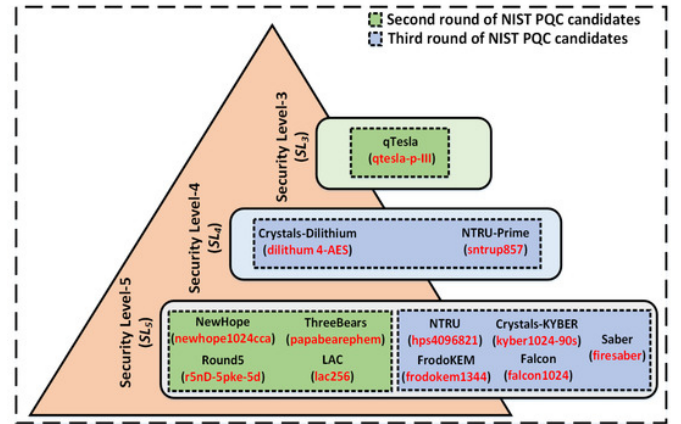 Second round of NIST PQC candidates
Third round of NIST PQC candidates
Security Level-3
(SL3)
qTesla
(qtesla-p-III)
Security Level-4
(SL4)
Crystals-Dilithium
(dilithum 4-AES)
NTRU-Prime
(sntrup857)
Security Level-5
(SL5)
NewHope
(newhope1024cca)
ThreeBears
(papabearephem)
Round5
(r5nD-5pke-5d)
LAC
(lac256)
NTRU
(hps4096821)
Crystals-KYBER
(kyber1024-90s)
Saber
(firesaber)
FrodoKEM
(frodokem1344)
Falcon
(falcon1024)